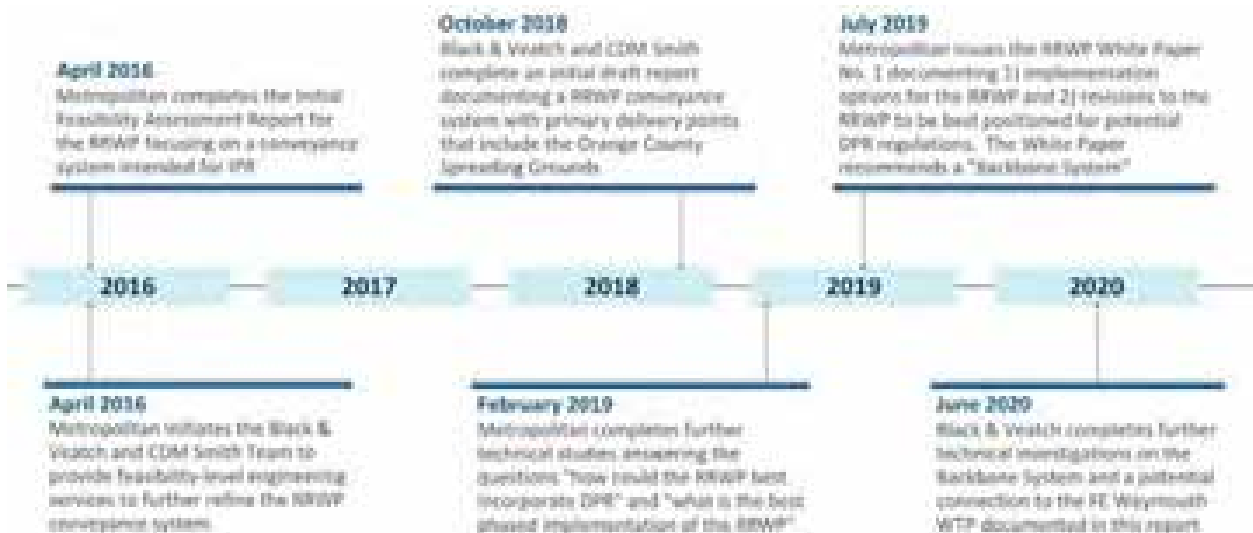 April 2016
Metropolitan completes the Initial
Feasibility Assessment Report for
the RRWP focusing on a conveyance
system intended for IPR
October 2018
Black & Veatch and CDM Smith
complete an initial draft report
documenting a RRWP conveyance
system with primary delivery points
that include the Orange County
Spreading Grounds
July 2019
Metropolitan issues the RRWP White Paper
No. 1 documenting 1) implementation
options for the RRWP and 2) revisions to the
RRWP to be best positioned for potential
DPR regulations. The White Paper
recommends a "Backbone System"
2016
2017
2018
2019
2020
April 2016
Metropolitan initiates the Black &
Veatch and CDM Smith Team to
provide feasibility-level engineering
services to further refine the RRWP
conveyance system
February 2019
Metropolitan completes further
technical studies answering the
questions "how could the RRWP best
incorporate DPR" and "what is the best
phased implementation of this RRWP"
June 2020
Black & Veatch completes further
technical investigations on the
Backbone System and a potential
connection to the FE Weymouth
WTP documented in this report